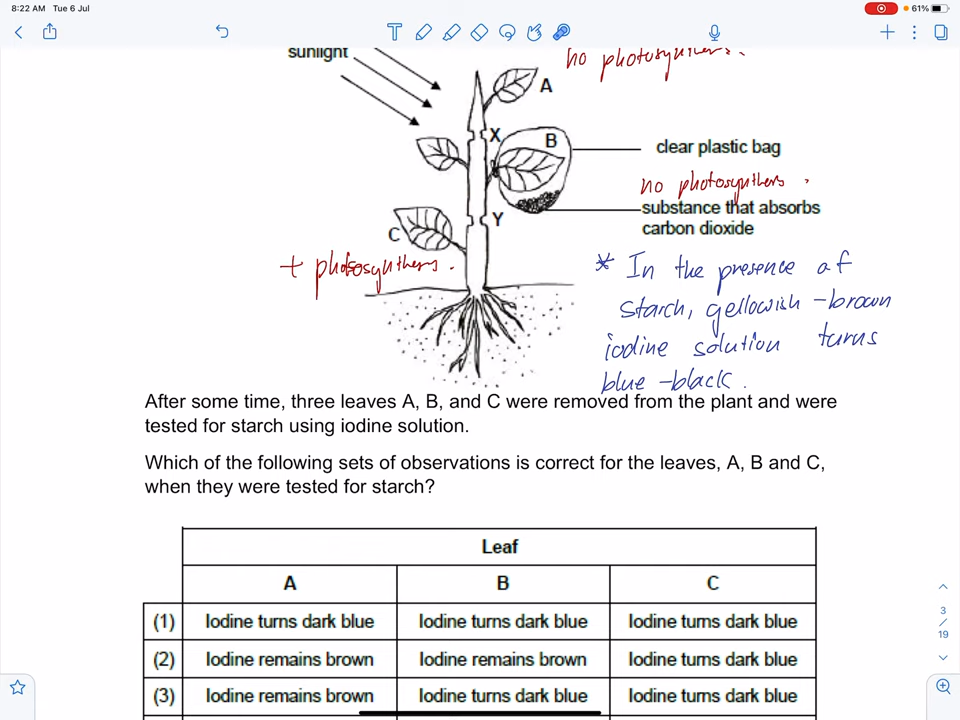 8:22 AM Tue 6 Jul
61%
sunlight
no photosynthers.
A
X
B
clear plastic bag
no photosynthers.
substance that absorbs
carbon dioxide
Y
C
+ photosynthers.
* In the presence of
starch, gellowish-brown
iodine solution turns
blue-black.
After some time, three leaves A, B, and C were removed from the plant and were
tested for starch using iodine solution.
Which of the following sets of observations is correct for the leaves, A, B and C,
when they were tested for starch?
Leaf
A B C
(1) Iodine turns dark blue Iodine turns dark blue Iodine turns dark blue
(2) Iodine remains brown Iodine remains brown Iodine turns dark blue
(3) Iodine remains brown Iodine turns dark blue Iodine turns dark blue
3
/
19